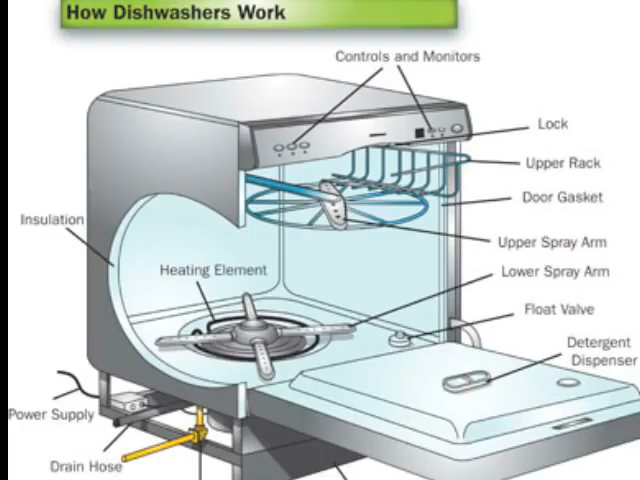 How Dishwashers Work
Controls and Monitors
Lock
Upper Rack
Door Gasket
Insulation
Upper Spray Arm
Heating Element
Lower Spray Arm
Float Valve
Detergent
Dispenser
Power Supply
Drain Hose